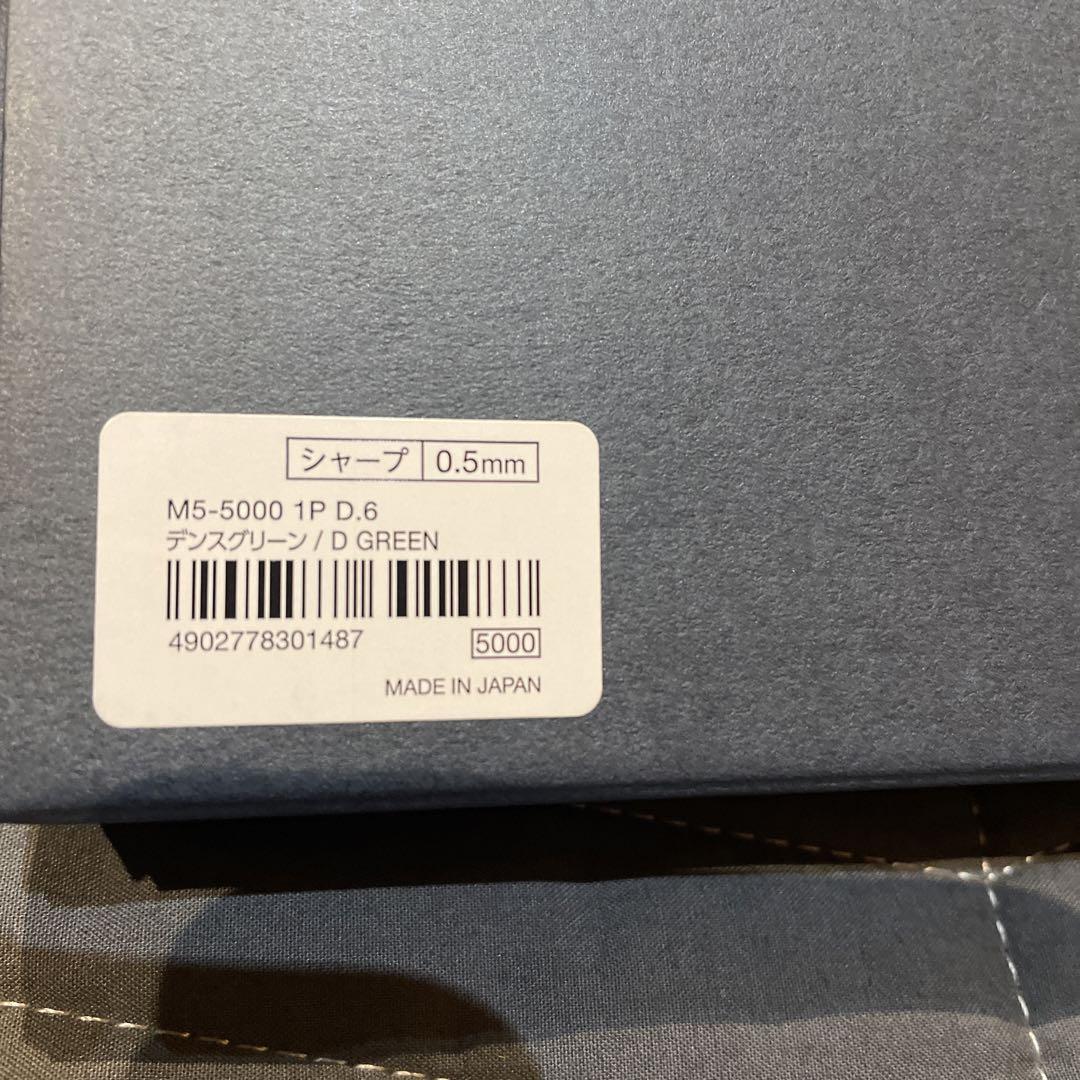 シャープ 0.5mm
M5-5000 1P D.6
デンスグリーン / D GREEN
4902778301487 5000
MADE IN JAPAN